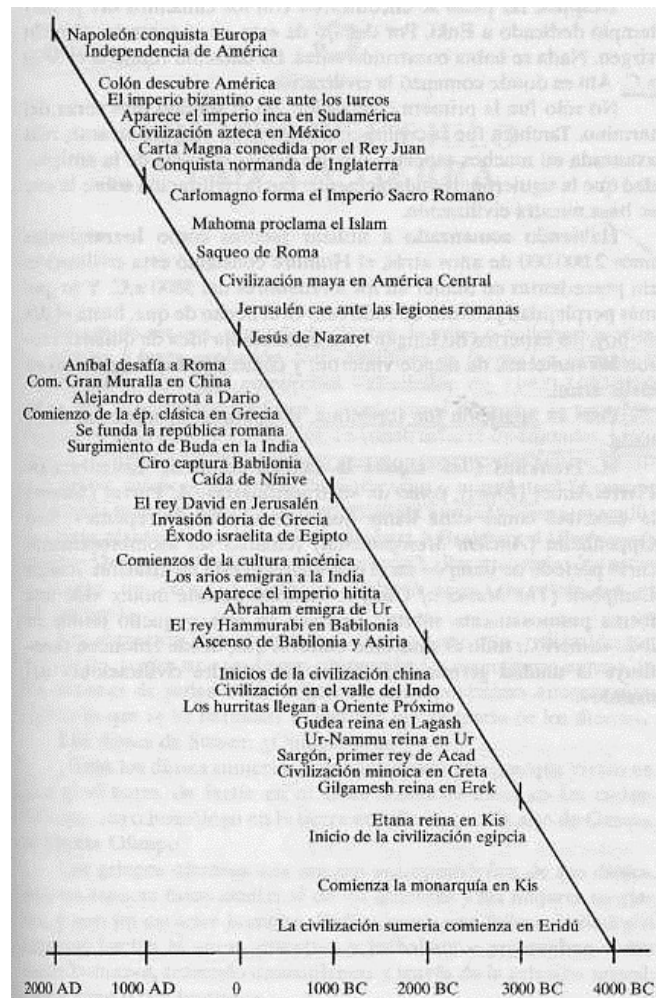 Napoleón conquista Europa
Independencia de América
Colón descubre América
El imperio bizantino cae ante los turcos
Aparece el imperio inca en Sudamérica
Civilización azteca en México
Carta Magna concedida por el Rey Juan
Conquista normanda de Inglaterra
Carlomagno forma el Imperio Sacro Romano
Mahoma proclama el Islam
Saqueo de Roma
Civilización maya en América Central
Jerusalén cae ante las legiones romanas
Jesús de Nazaret
Aníbal desafía a Roma
Com. Gran Muralla en China
Alejandro derrota a Dario
Comienzo de la ép. clásica en Grecia
Se funda la república romana
Surgimiento de Buda en la India
Ciro captura Babilonia
Caída de Nínive
El rey David en Jerusalén
Invasión doria de Grecia
Éxodo israelita de Egipto
Comienzos de la cultura micénica
Los arios emigran a la India
Aparece el imperio hitita
Abraham emigra de Ur
El rey Hammurabi en Babilonia
Ascenso de Babilonia y Asiria
Inicios de la civilización china
Civilización en el valle del Indo
Los hurritas llegan a Oriente Próximo
Gudea reina en Lagash
Ur-Nammu reina en Ur
Sargón, primer rey de Acad
Civilización minoica en Creta
Gilgamesh reina en Erek
Etana reina en Kis
Inicio de la civilización egipcia
Comienza la monarquía en Kis
La civilización sumeria comienza en Eridú
2000 AD 1000 AD 0 1000 BC 2000 BC 3000 BC 4000 BC